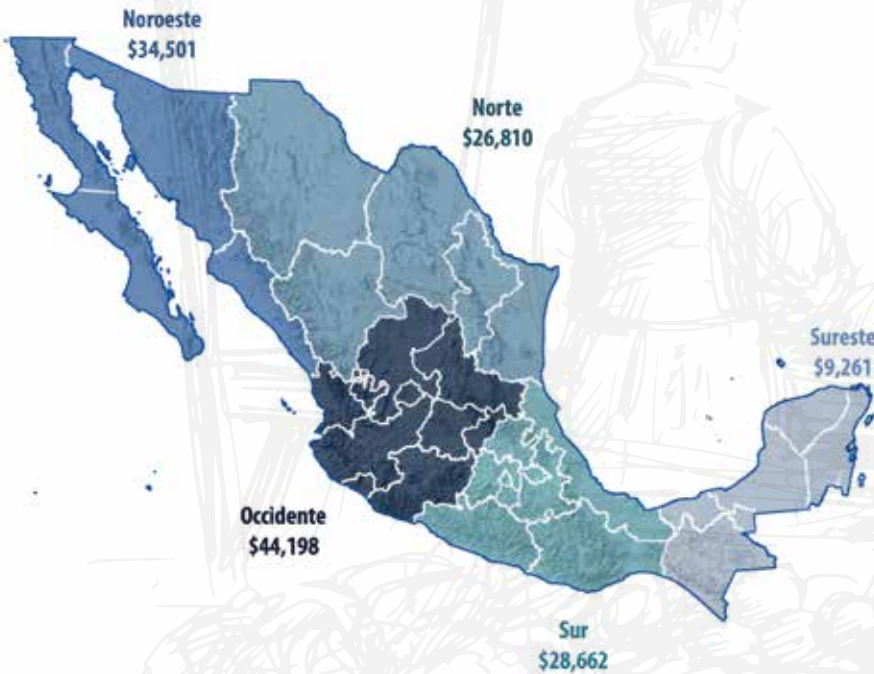 Noroeste
$34,501
Norte
$26,810
Sureste
$9,261
Occidente
$44,198
Sur
$28,662